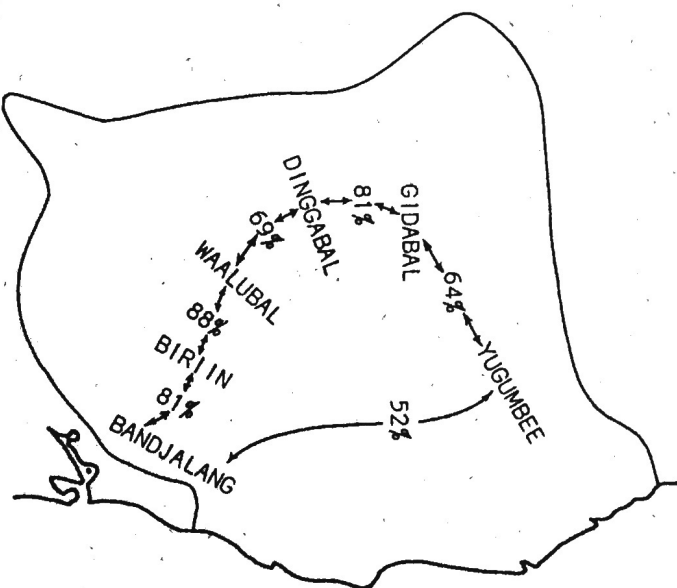 DINGGABAL
81%
GIDABAL
69%
64%
WAALUBAL
88%
YUGUMBEE
BIRIIN
81%
52%
BANDJALANG